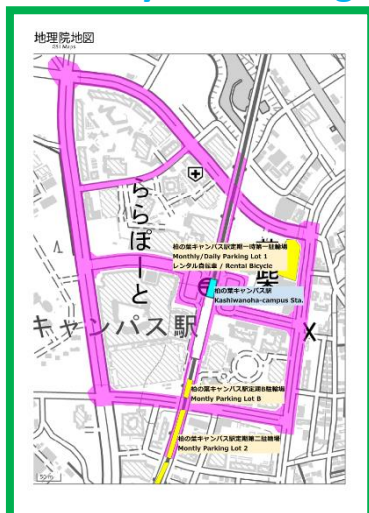 地理院地図
GSI Maps
ららぽーと
柏の葉キャンパス駅定期一時第一駐輪場
Monthly/Daily Parking Lot 1
レンタル自転車 / Rental Bicycle
柏の葉キャンパス駅
Kashiwanoha-campus Sta.
キャンパス駅
柏の葉キャンパス駅定期B駐輪場
Montly Parking Lot B
柏の葉キャンパス駅定期第二駐輪場
Montly Parking Lot 2
50m